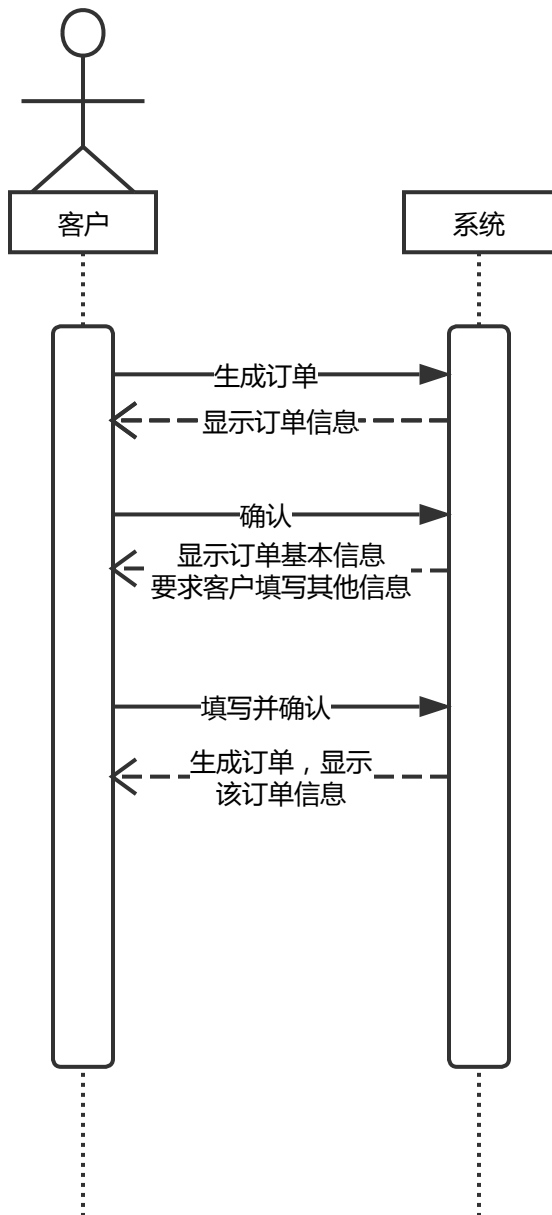 客户
系统
生成订单
显示订单信息
确认
显示订单基本信息
要求客户填写其他信息
填写并确认
生成订单，显示
该订单信息